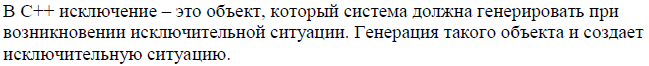 В С++ исключение – это объект, который система должна генерировать при
возникновении исключительной ситуации. Генерация такого объекта и создает
исключительную ситуацию.